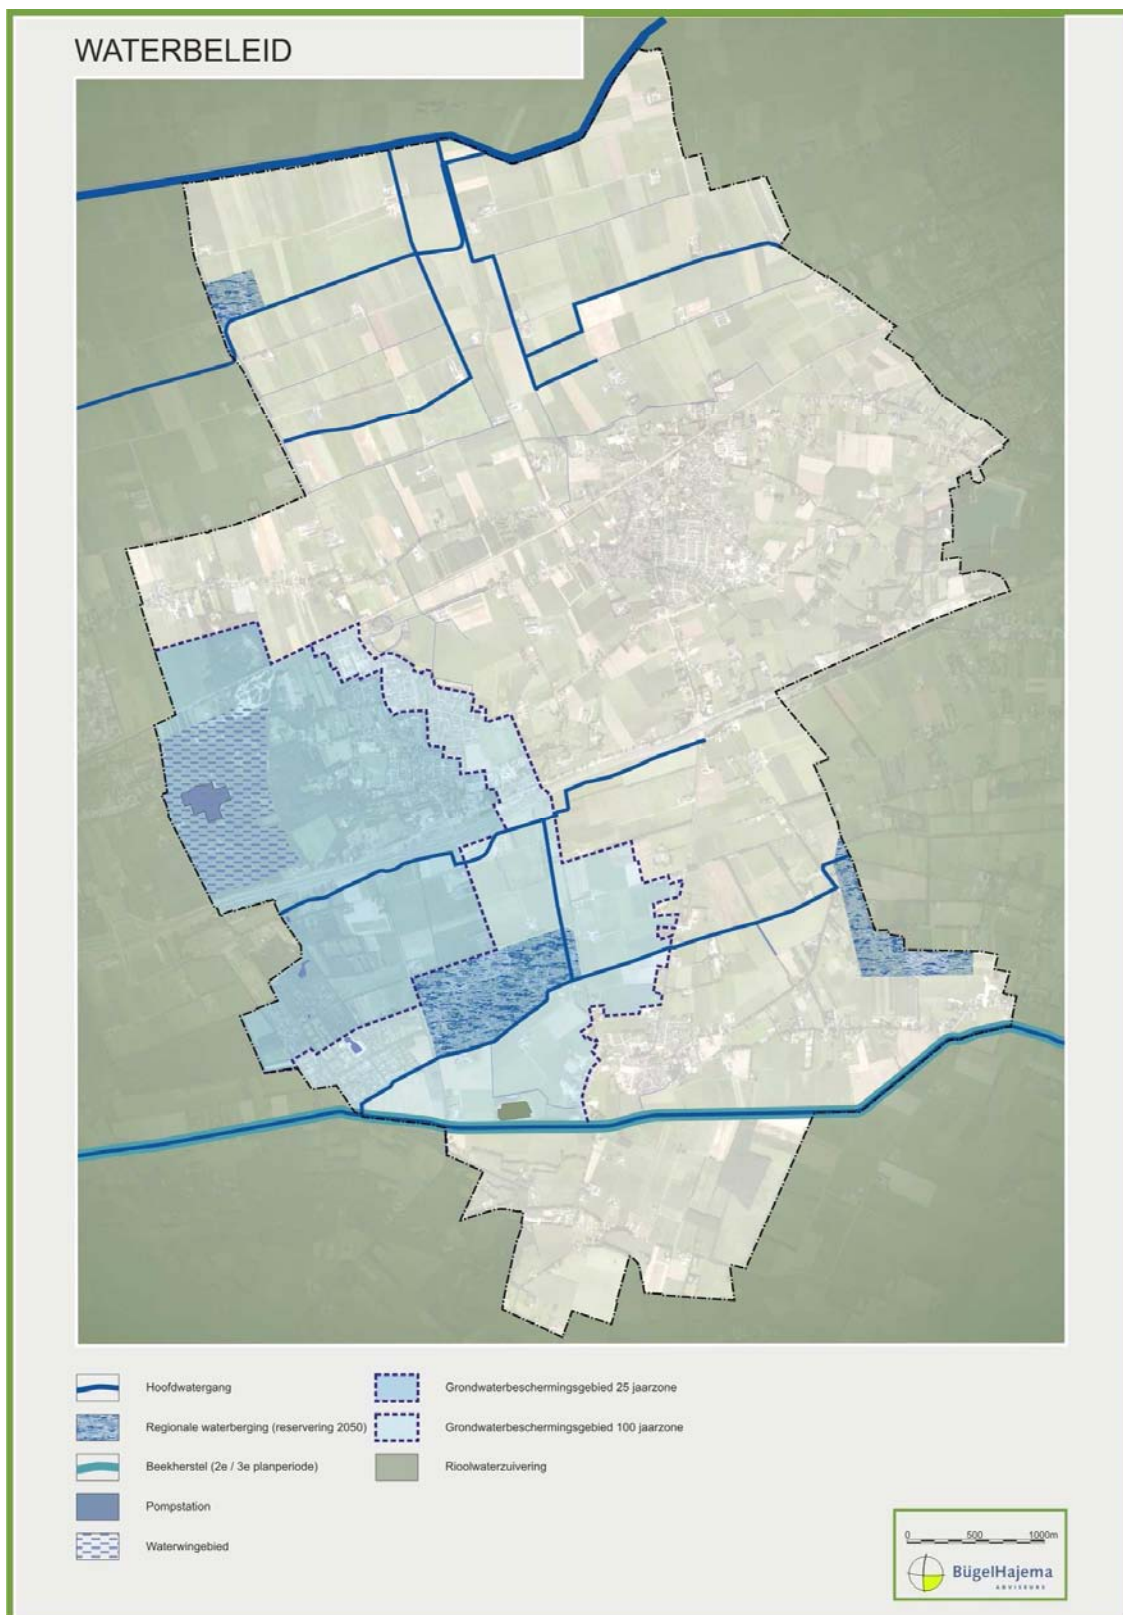 WATERBELEID
Hoofdwatergang
Regionale waterberging (reservering 2050)
Beekherstel (2e / 3e planperiode)
Pompstation
Waterwingebied
Grondwaterbeschermingsgebied 25 jaarzone
Grondwaterbeschermingsgebied 100 jaarzone
Rioolwaterzuivering
0 500 1000m
BügelHajema
ADVISEURS